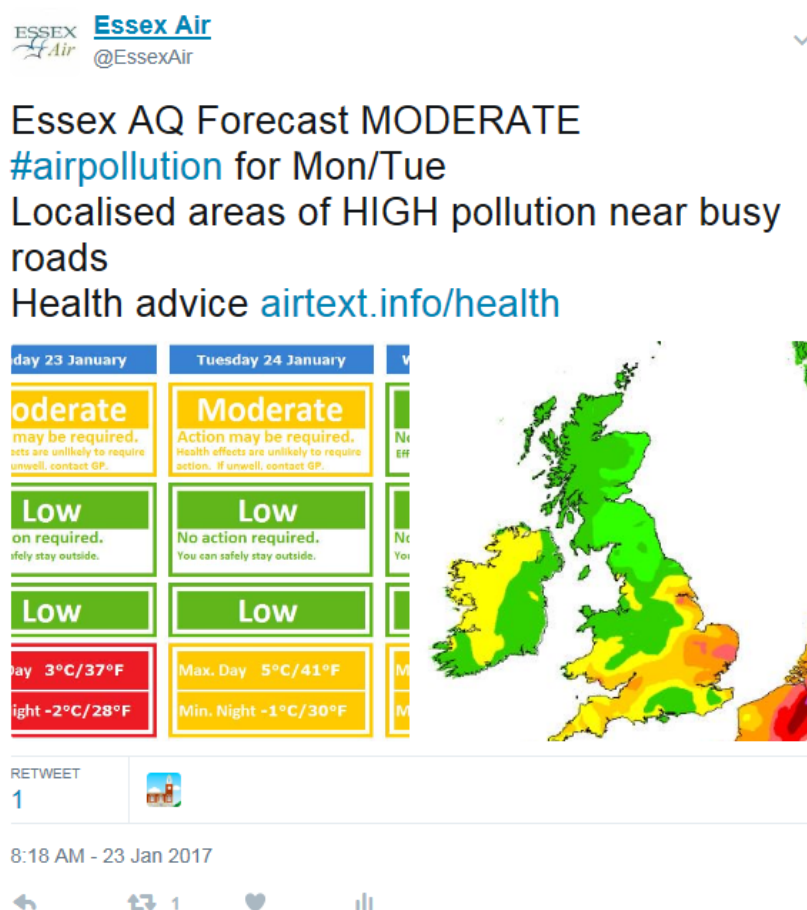 ESSEX
Air
Essex Air
@EssexAir
Essex AQ Forecast MODERATE
#airpollution for Mon/Tue
Localised areas of HIGH pollution near busy
roads
Health advice airtext.info/health
day 23 January
oderate
may be required.
ects are unlikely to require
unwell, contact GP.
Low
on required.
afely stay outside.
Low
Day 3°C/37°F
ight -2°C/28°F
Tuesday 24 January
Moderate
Action may be required.
Health effects are unlikely to require
action. If unwell, contact GP.
Low
No action required.
You can safely stay outside.
Low
Max. Day 5°C/41°F
Min. Night -1°C/30°F
RETWEET
1
8:18 AM - 23 Jan 2017
1